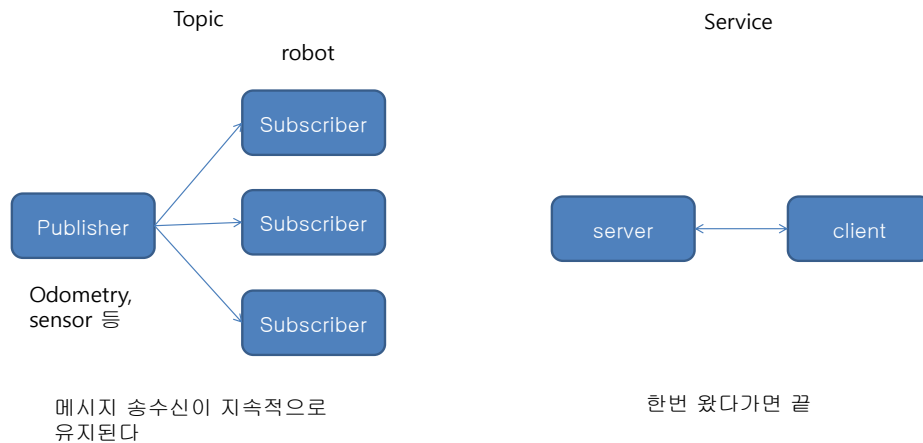 Topic
robot
Subscriber
Publisher
Subscriber
Subscriber
Odometry,
sensor 등
메시지 송수신이 지속적으로
유지된다
Service
server
client
한번 왔다가면 끝